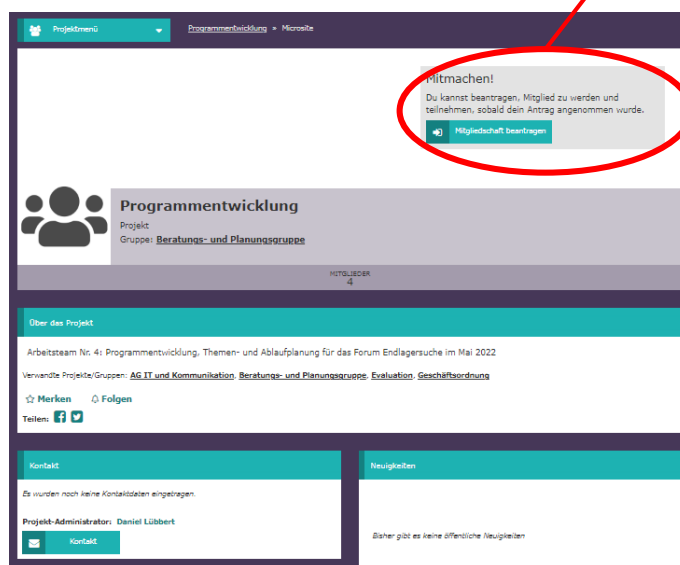 Projektmenü
Programmentwicklung » Microsite
Mitmachen!
Du kannst beantragen, Mitglied zu werden und
teilnehmen, sobald dein Antrag angenommen wurde.
Mitgliedschaft beantragen
Programmentwicklung
Projekt
Gruppe: Beratungs- und Planungsgruppe
MITGLIEDER
4
Über das Projekt
Arbeitsteam Nr. 4: Programmentwicklung, Themen- und Ablaufplanung für das Forum Endlagersuche im Mai 2022
Verwandte Projekte/Gruppen: AG IT und Kommunikation, Beratungs- und Planungsgruppe, Evaluation, Geschäftsordnung
Merken Folgen
Teilen:
Kontakt
Es wurden noch keine Kontaktdaten eingetragen.
Projekt-Administrator: Daniel Lübbert
Kontakt
Neuigkeiten
Bisher gibt es keine öffentliche Neuigkeiten